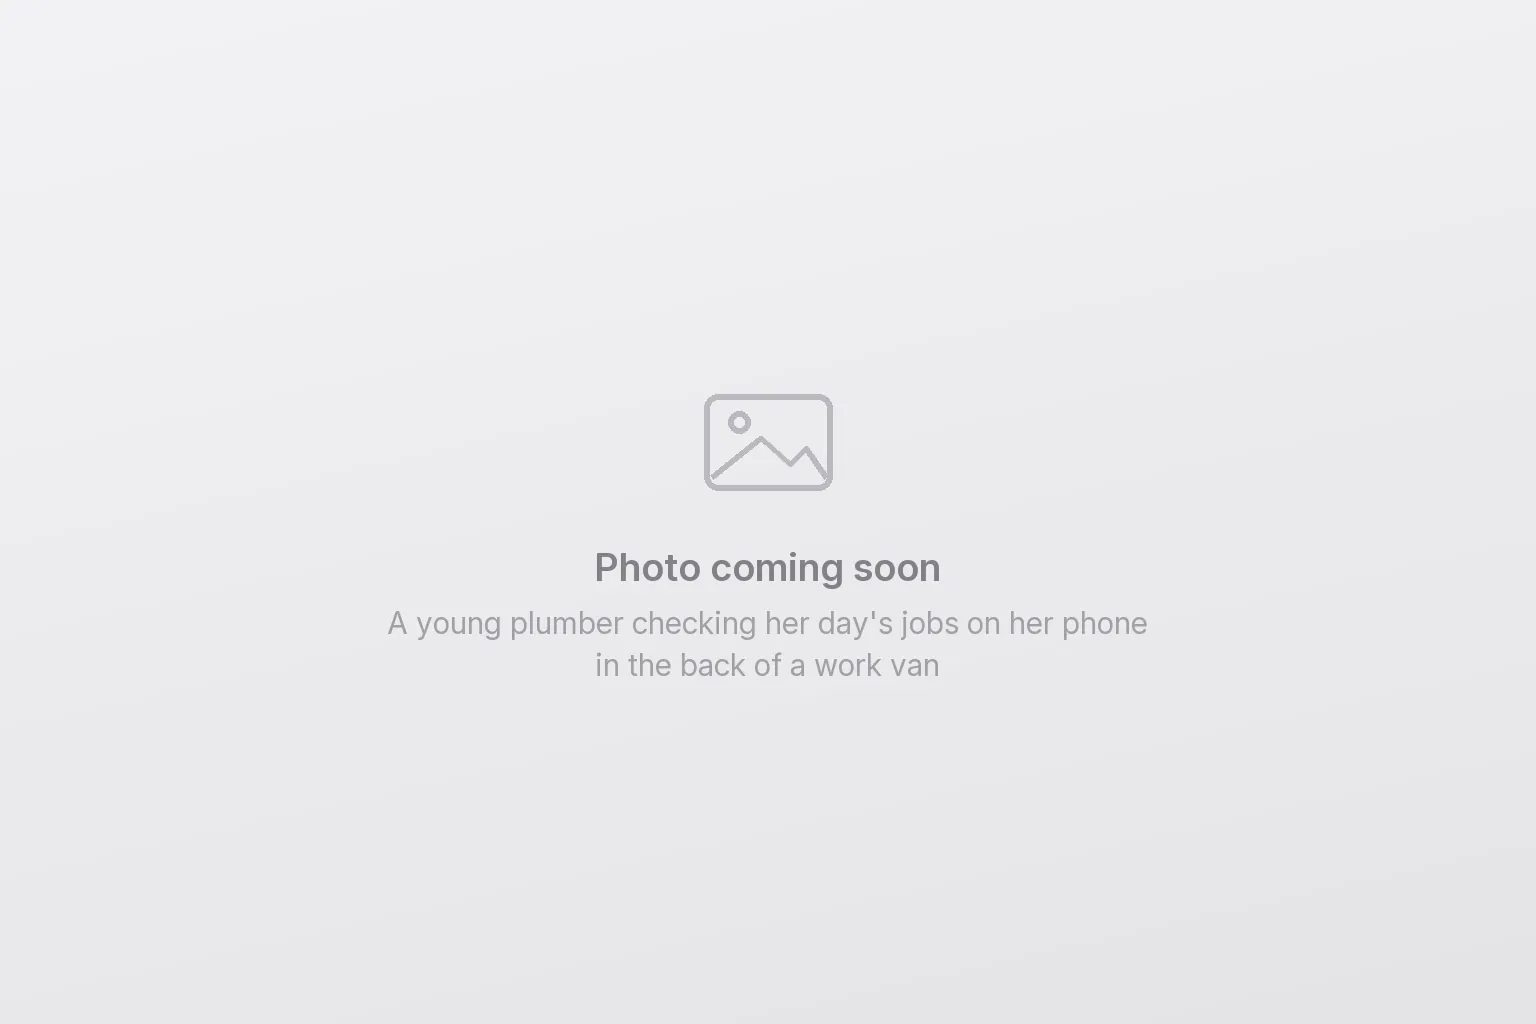 Photo coming soon
A young plumber checking her day's jobs on her phone
in the back of a work van